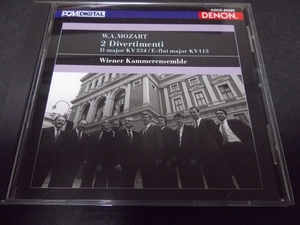 PCM DIGITAL
DENON
W.A.MOZART
2 Divertimenti
D major KV334 / E-flat major KV113
Wiener Kammerensemble